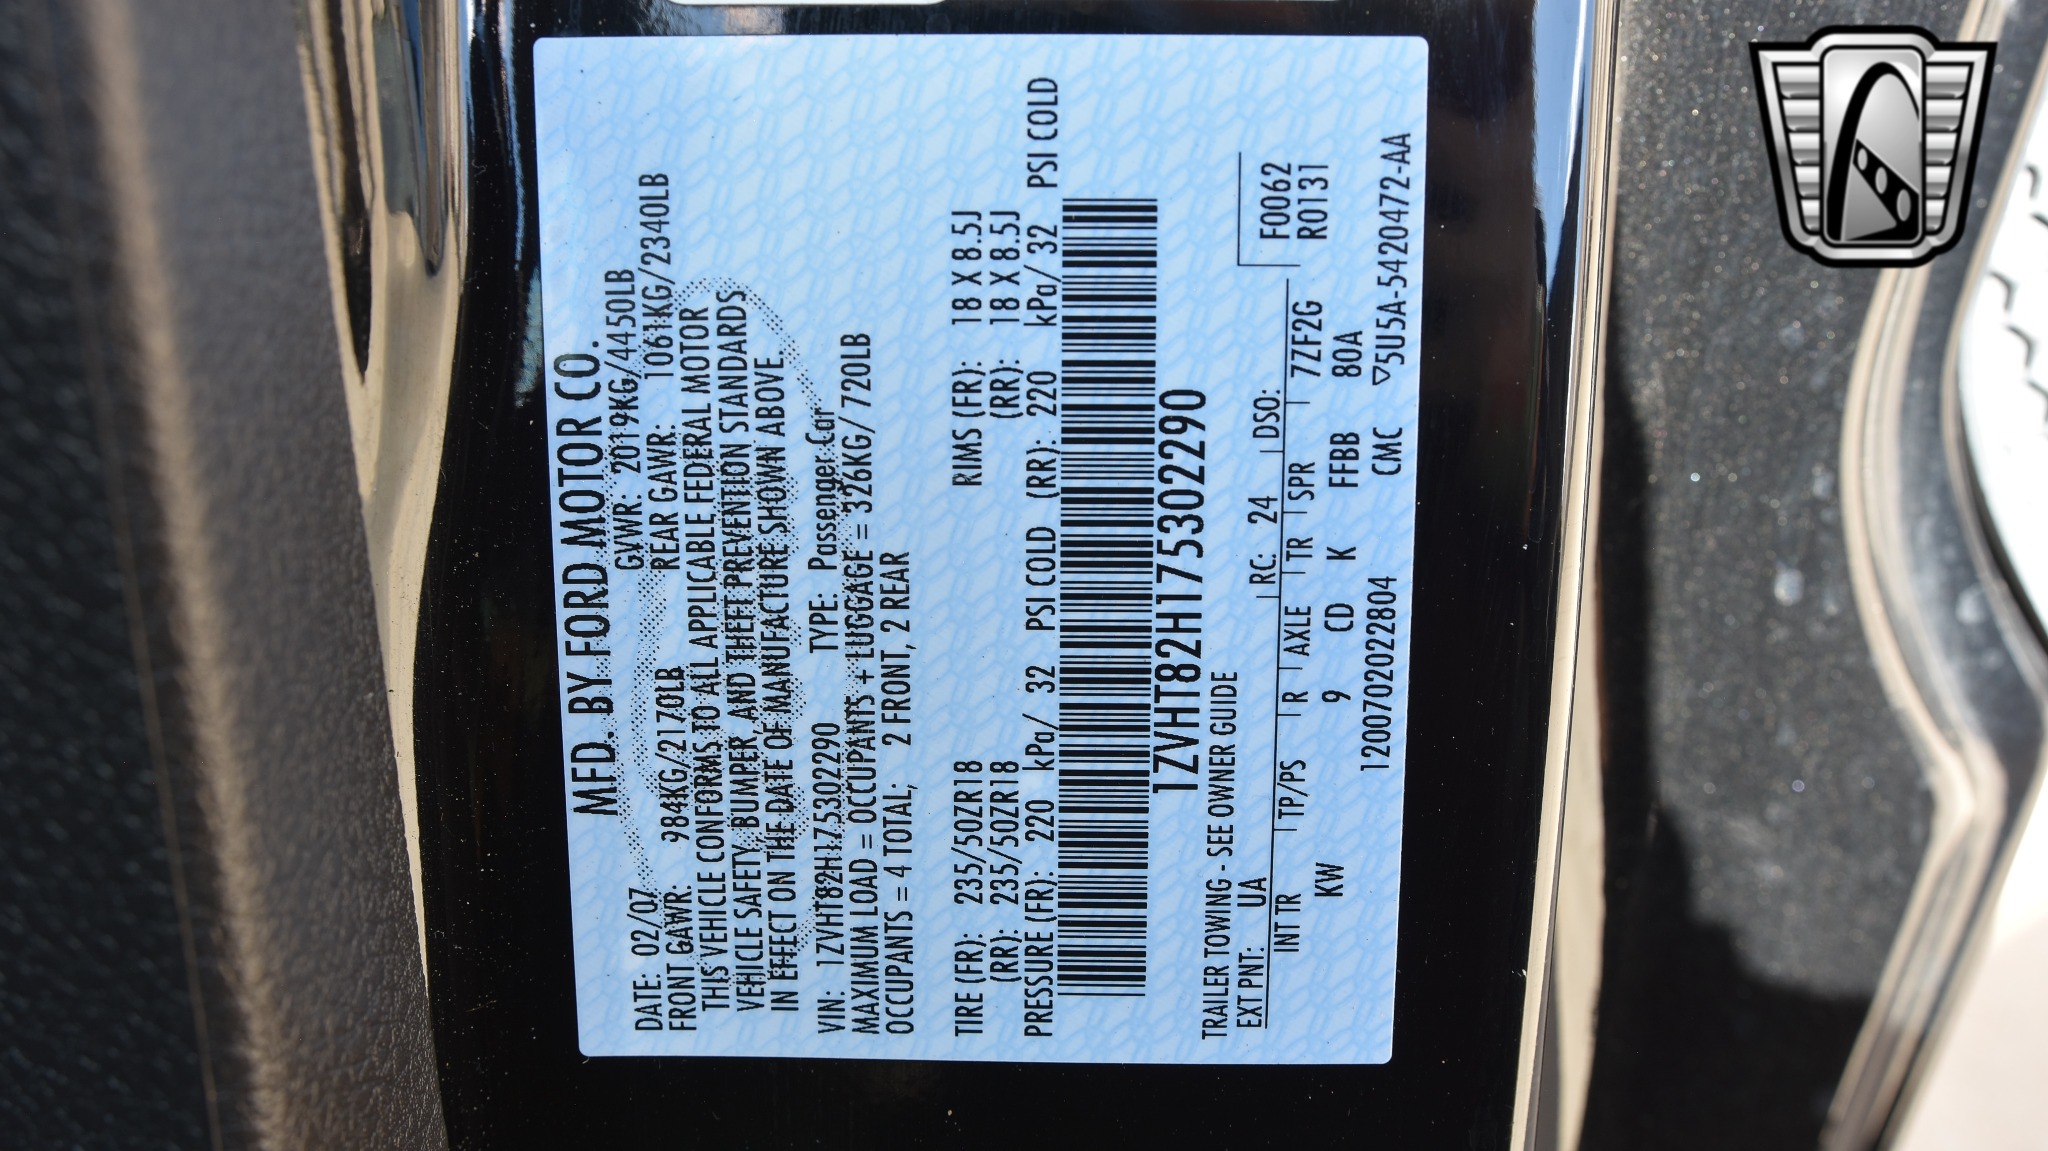 MFD. BY FORD MOTOR CO.
DATE: 02/07 GVWR: 2019KG/4450LB
FRONT GAWR: 984KG/2170LB REAR GAWR: 1061KG/2340LB
THIS VEHICLE CONFORMS TO ALL APPLICABLE FEDERAL MOTOR
VEHICLE SAFETY, BUMPER, AND THEFT PREVENTION STANDARDS
IN EFFECT ON THE DATE OF MANUFACTURE SHOWN ABOVE.
VIN: 1ZVHT82H175302290 TYPE: Passenger Car
MAXIMUM LOAD = OCCUPANTS + LUGGAGE = 326KG/720LB
OCCUPANTS = 4 TOTAL; 2 FRONT, 2 REAR
TIRE (FR): 235/50ZR18 RIMS (FR): 18 X 8.5J
(RR): 235/50ZR18 (RR): 18 X 8.5J
PRESSURE (FR): 220 kPa/ 32 PSI COLD (RR): 220 kPa/ 32 PSI COLD
1ZVHT82H175302290
TRAILER TOWING - SEE OWNER GUIDE
EXT PNT: UA RC: 24 DSO: F0062
R0131
INT TR TP/PS R AXLE TR SPR 7ZF2G
KW 9 CD K FFBB 80A
1200702022804 CMC ▽5U5A-5420472-AA